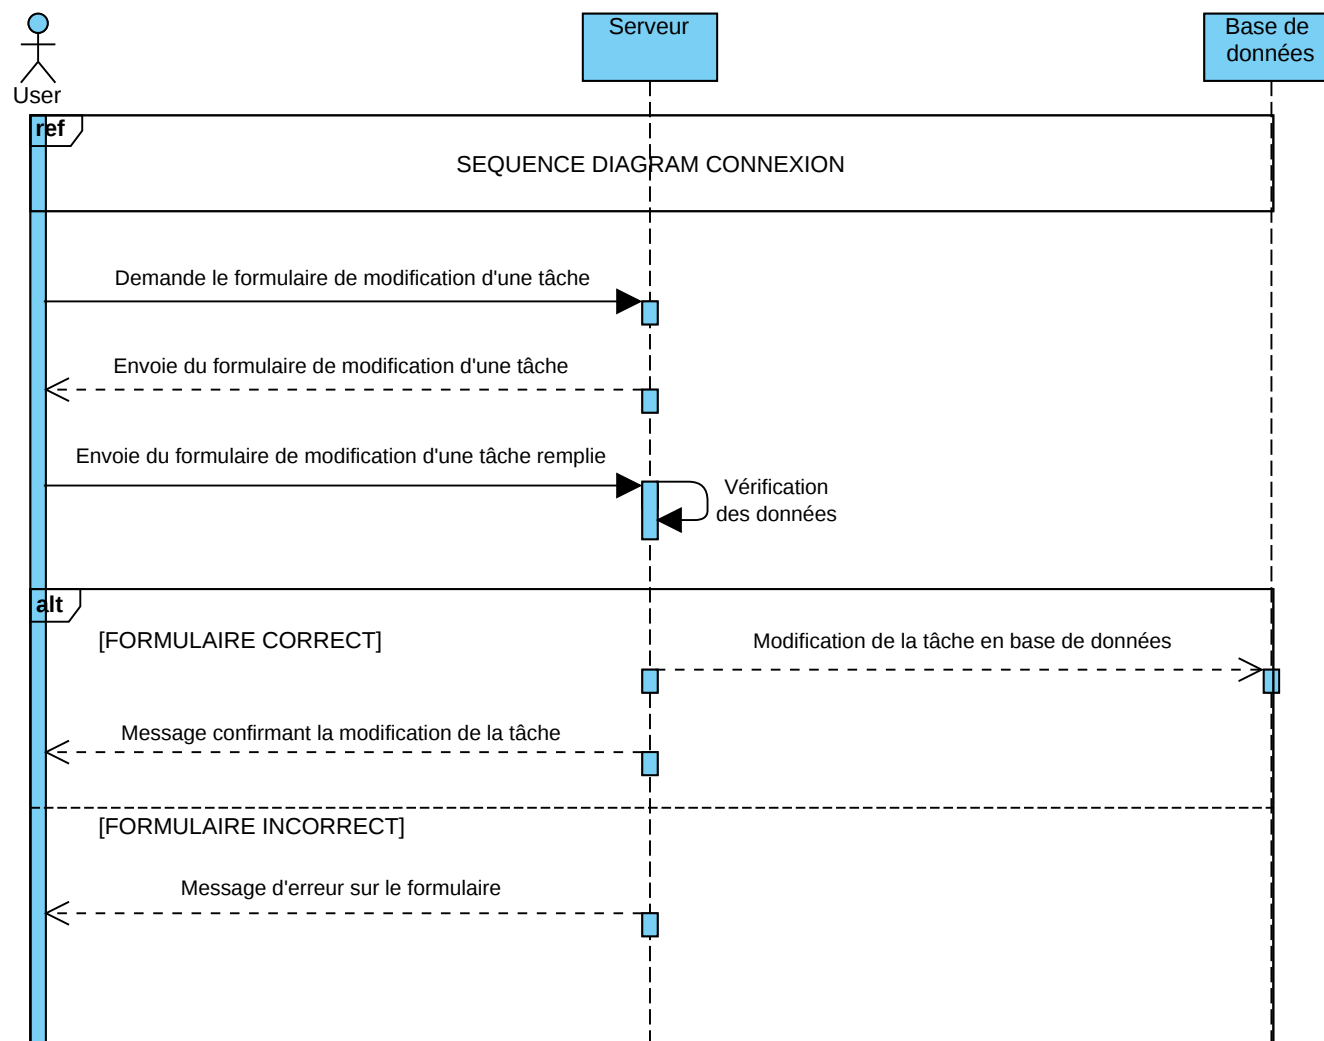 User
Serveur
Base de
données
ref
SEQUENCE DIAGRAM CONNEXION
Demande le formulaire de modification d'une tâche
Envoie du formulaire de modification d'une tâche
Envoie du formulaire de modification d'une tâche remplie
Vérification
des données
alt
[FORMULAIRE CORRECT]
Modification de la tâche en base de données
Message confirmant la modification de la tâche
[FORMULAIRE INCORRECT]
Message d'erreur sur le formulaire